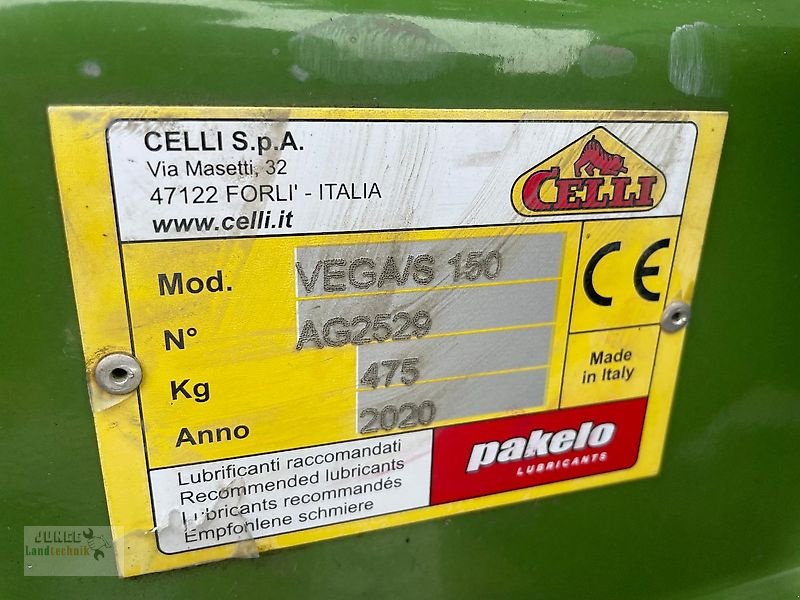 CELLI S.p.A.
Via Masetti, 32
47122 FORLI' - ITALIA
www.celli.it
CELLI
Mod. VEGA/S 150
N° AG2529
Kg 475
Anno 2020
CE
Made
in Italy
Lubrificanti raccomandati
Recommended lubricants
Lubricants recommandés
Empfohlene schmiere
pakelo
LUBRICANTS
JUNGE
Landtechnik